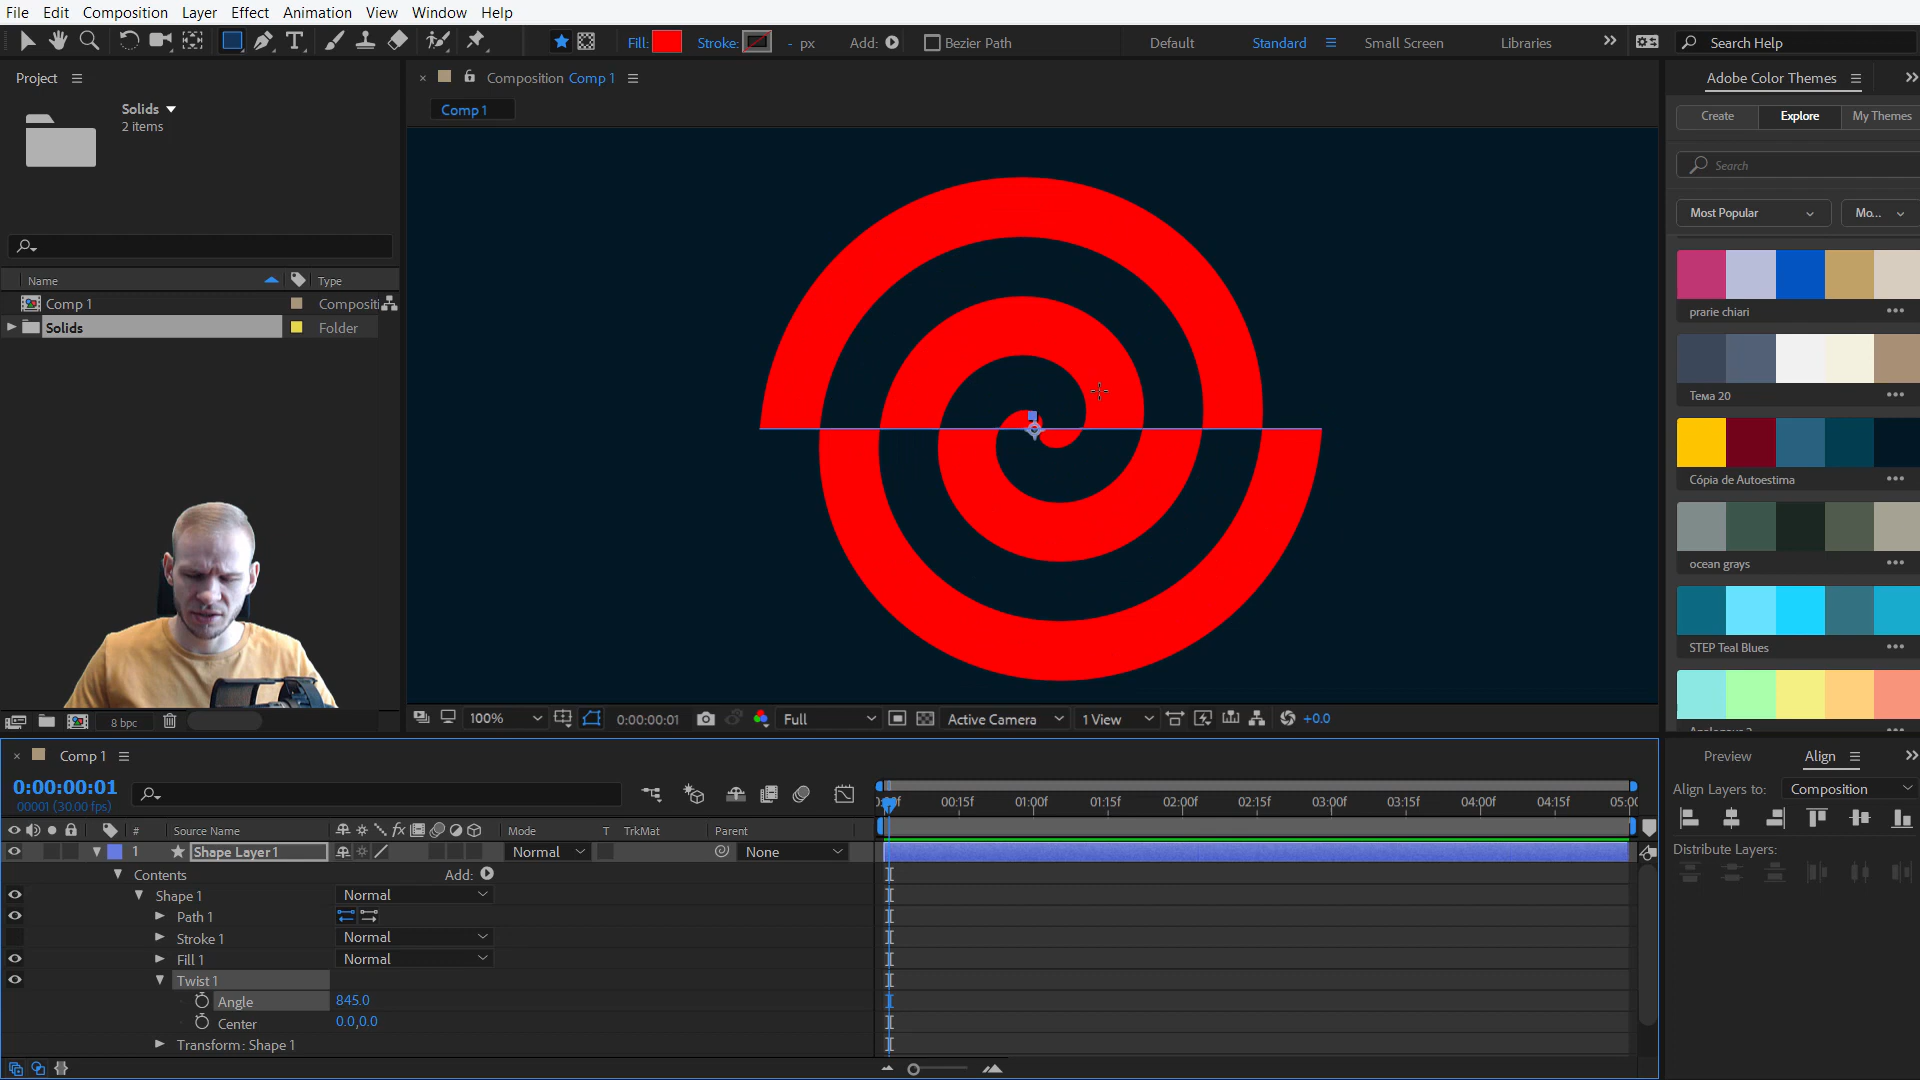 File Edit Composition Layer Effect Animation View Window Help
Fill: Stroke: - px Add: Bezier Path Default Standard Small Screen Libraries Search Help
Project
Solids
2 items
Name Type
Comp 1
Solids Folder
8 bpc
Composition Comp 1
Comp 1
100% 0:00:00:01 Full Active Camera 1 View +0.0
Adobe Color Themes
Create Explore My Themes
Search
Most Popular Mo...
prarie chiari
Тема 20
Cópia de Autoestima
ocean grays
STEP Teal Blues
Comp 1
0:00:00:01
00001 (30.00 fps)
00:15f 01:00f 01:15f 02:00f 02:15f 03:00f 03:15f 04:00f 04:15f
# Source Name Mode T TrkMat Parent
1 Shape Layer 1 Normal None
Contents Add:
Shape 1 Normal
Path 1
Stroke 1 Normal
Fill 1 Normal
Twist 1
Angle 845.0
Center 0.0,0.0
Transform: Shape 1
Preview Align
Align Layers to: Composition
Distribute Layers: